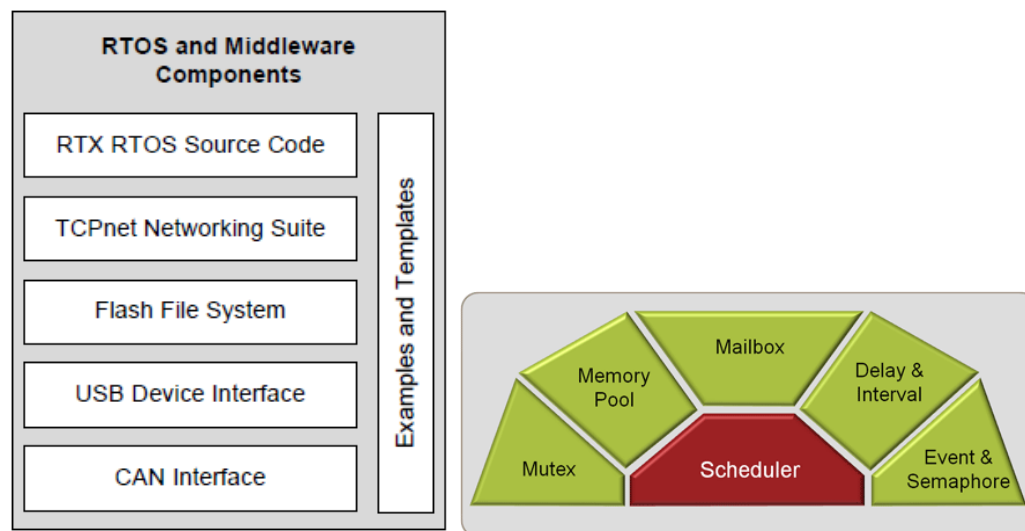 RTOS and Middleware
Components
RTX RTOS Source Code
TCPnet Networking Suite
Flash File System
USB Device Interface
CAN Interface
Examples and Templates
Mutex
Memory
Pool
Mailbox
Delay &
Interval
Event &
Semaphore
Scheduler